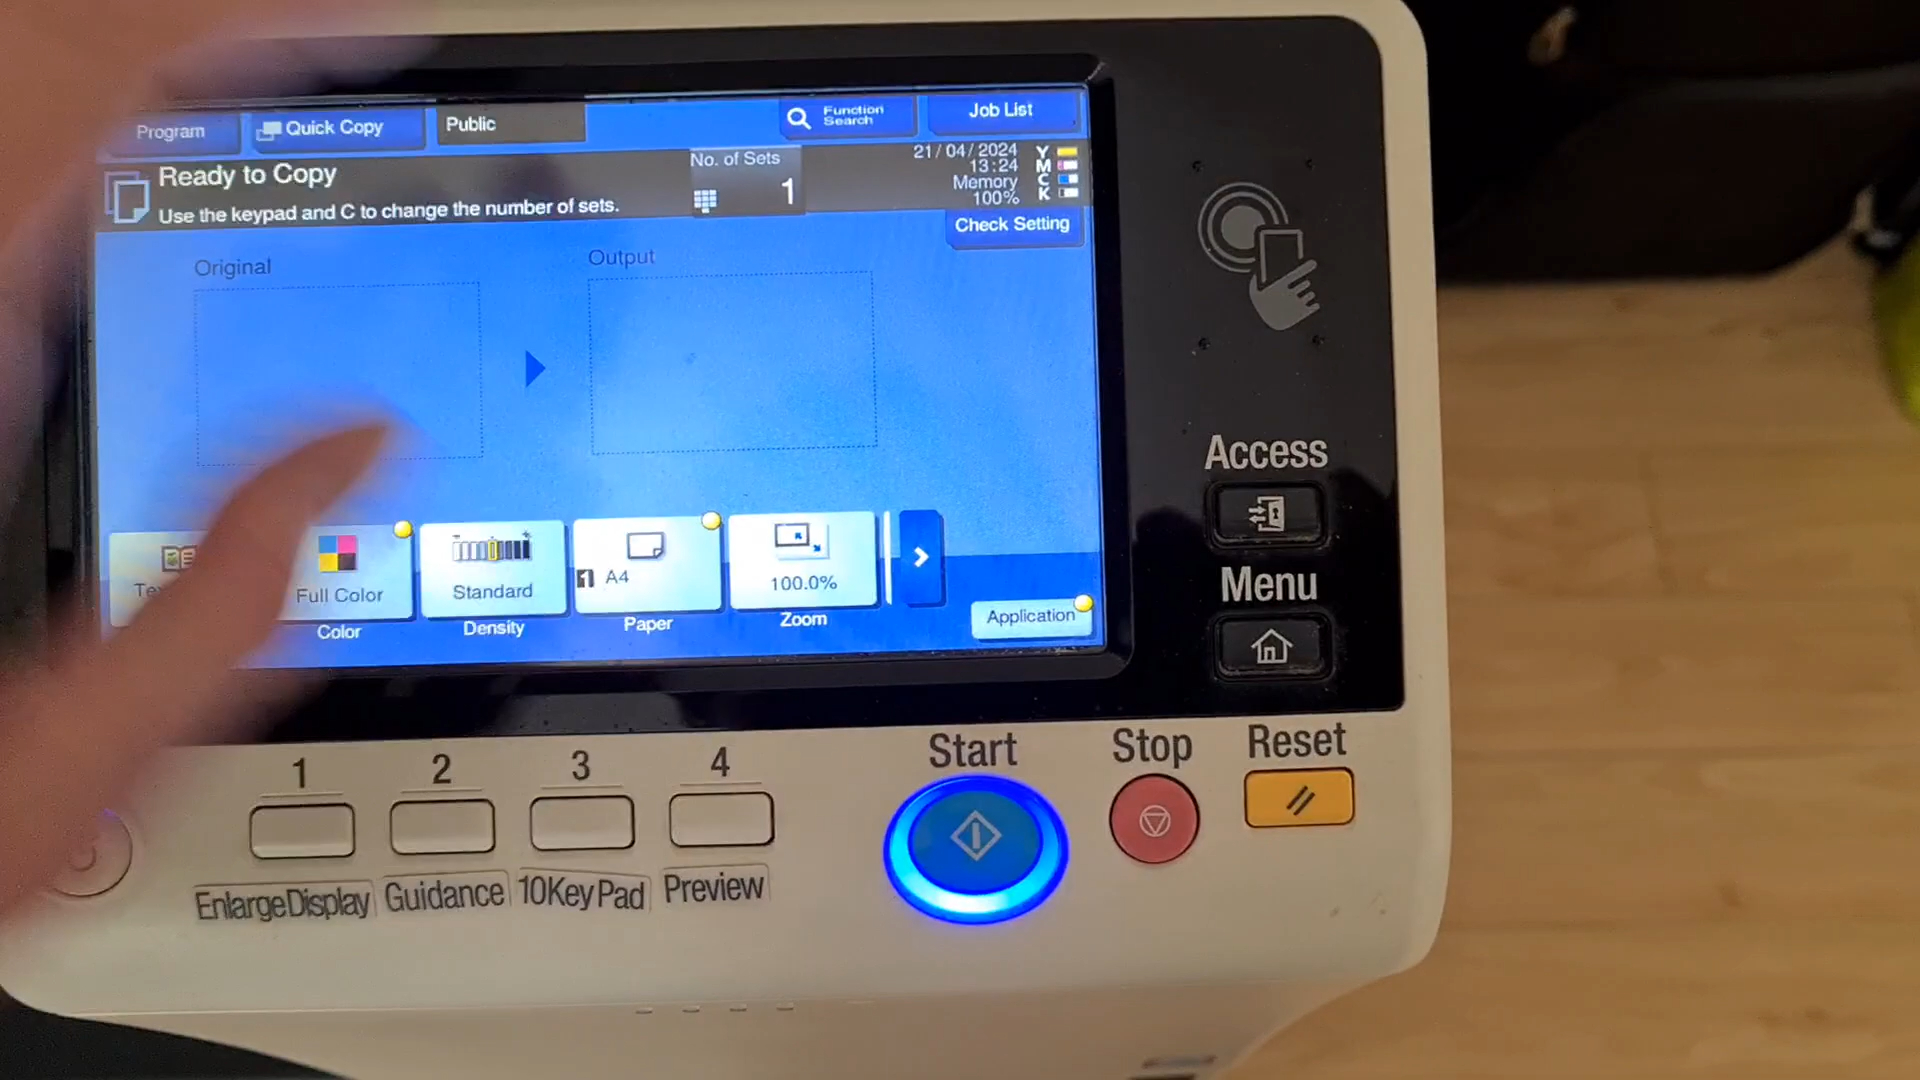 Program
Quick Copy
Public
Function Search
Job List
Ready to Copy
Use the keypad and C to change the number of sets.
No. of Sets
1
21/04/2024
13:24
Memory
100%
Y
M
C
K
Check Setting
Original
Output
Full Color
Standard
1 A4
100.0%
Color
Density
Paper
Zoom
Application
Access
Menu
1
2
3
4
Start
Stop
Reset
EnlargeDisplay
Guidance
10KeyPad
Preview